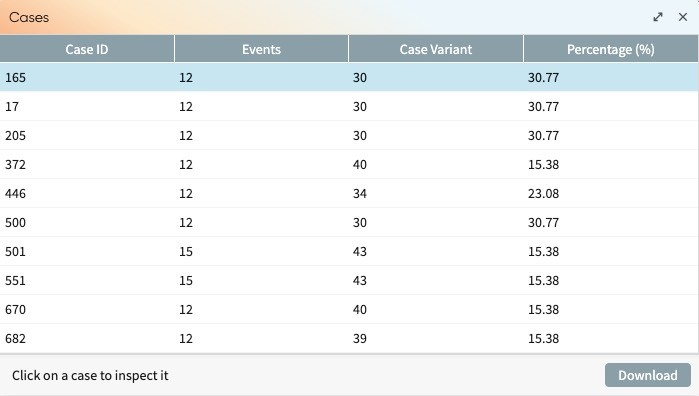 Cases
Case ID Events Case Variant Percentage (%)
165 12 30 30.77
17 12 30 30.77
205 12 30 30.77
372 12 40 15.38
446 12 34 23.08
500 12 30 30.77
501 15 43 15.38
551 15 43 15.38
670 12 40 15.38
682 12 39 15.38
Click on a case to inspect it Download